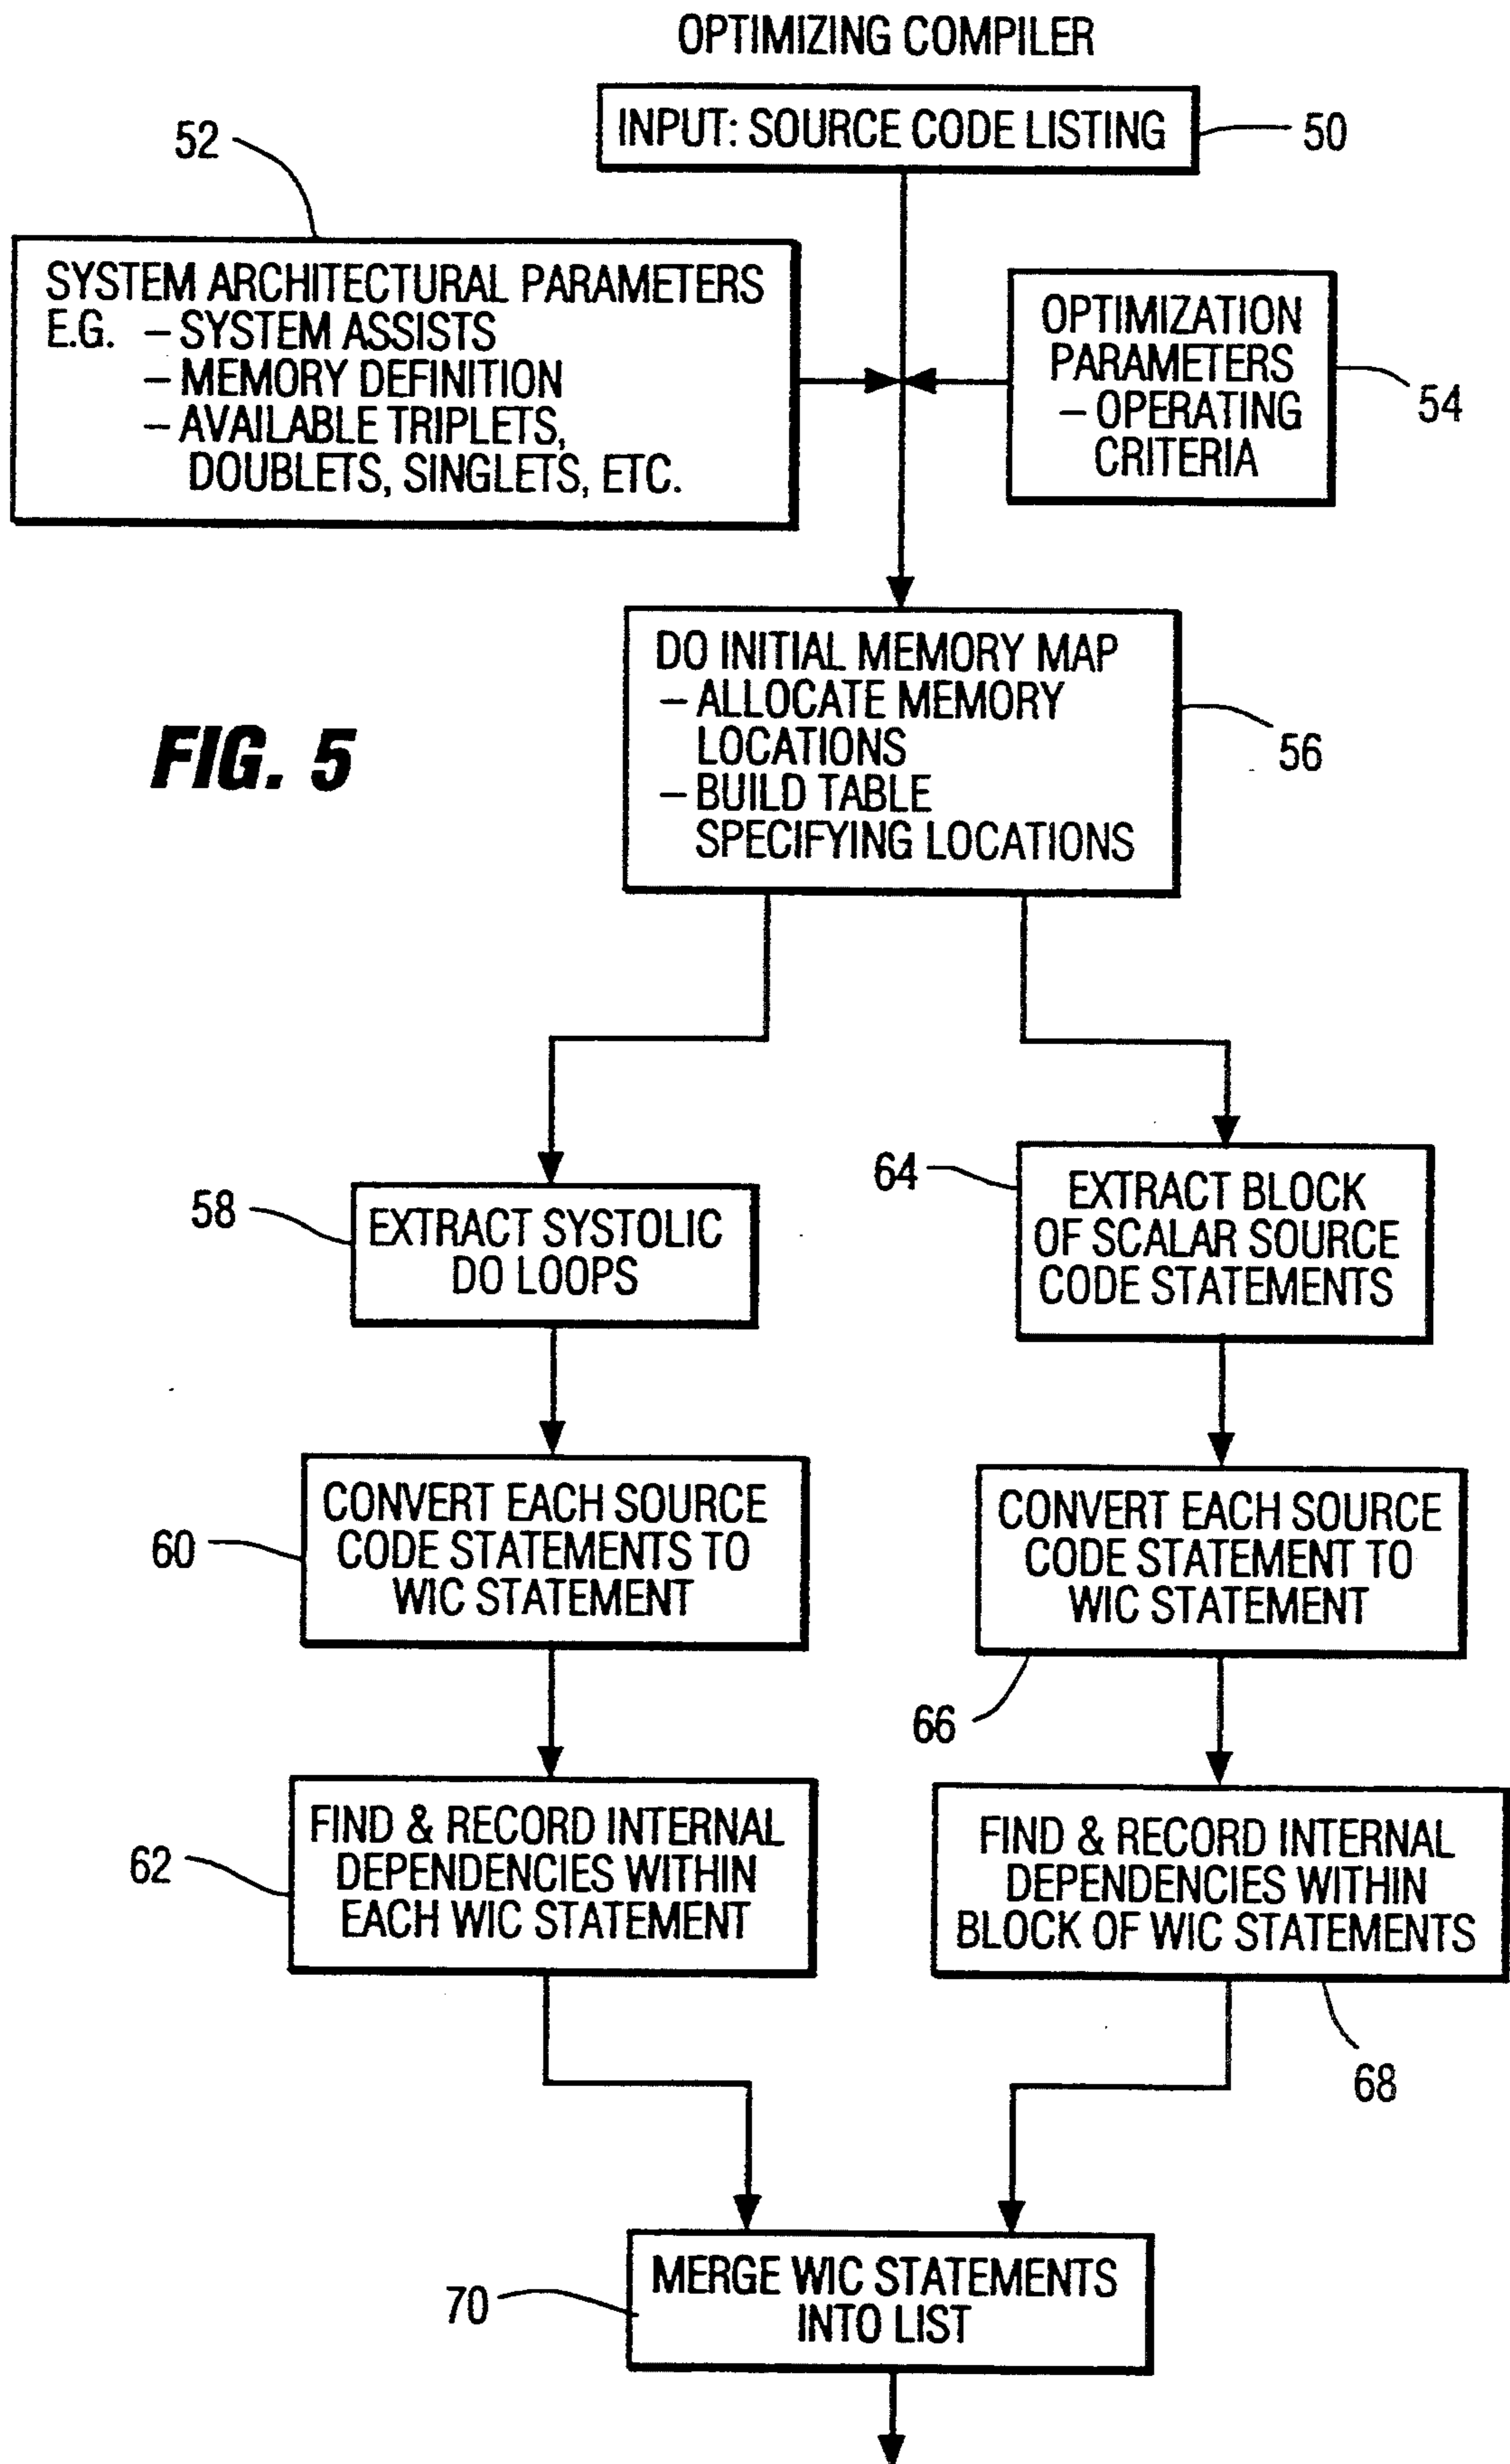 OPTIMIZING COMPILER
INPUT: SOURCE CODE LISTING
50
52
SYSTEM ARCHITECTURAL PARAMETERS
E.G. – SYSTEM ASSISTS
– MEMORY DEFINITION
– AVAILABLE TRIPLETS,
DOUBLETS, SINGLETS, ETC.
OPTIMIZATION
PARAMETERS
– OPERATING
CRITERIA
54
DO INITIAL MEMORY MAP
– ALLOCATE MEMORY
LOCATIONS
– BUILD TABLE
SPECIFYING LOCATIONS
56
FIG. 5
58
EXTRACT SYSTOLIC
DO LOOPS
64
EXTRACT BLOCK
OF SCALAR SOURCE
CODE STATEMENTS
60
CONVERT EACH SOURCE
CODE STATEMENTS TO
WIC STATEMENT
CONVERT EACH SOURCE
CODE STATEMENT TO
WIC STATEMENT
66
62
FIND & RECORD INTERNAL
DEPENDENCIES WITHIN
EACH WIC STATEMENT
FIND & RECORD INTERNAL
DEPENDENCIES WITHIN
BLOCK OF WIC STATEMENTS
68
70
MERGE WIC STATEMENTS
INTO LIST